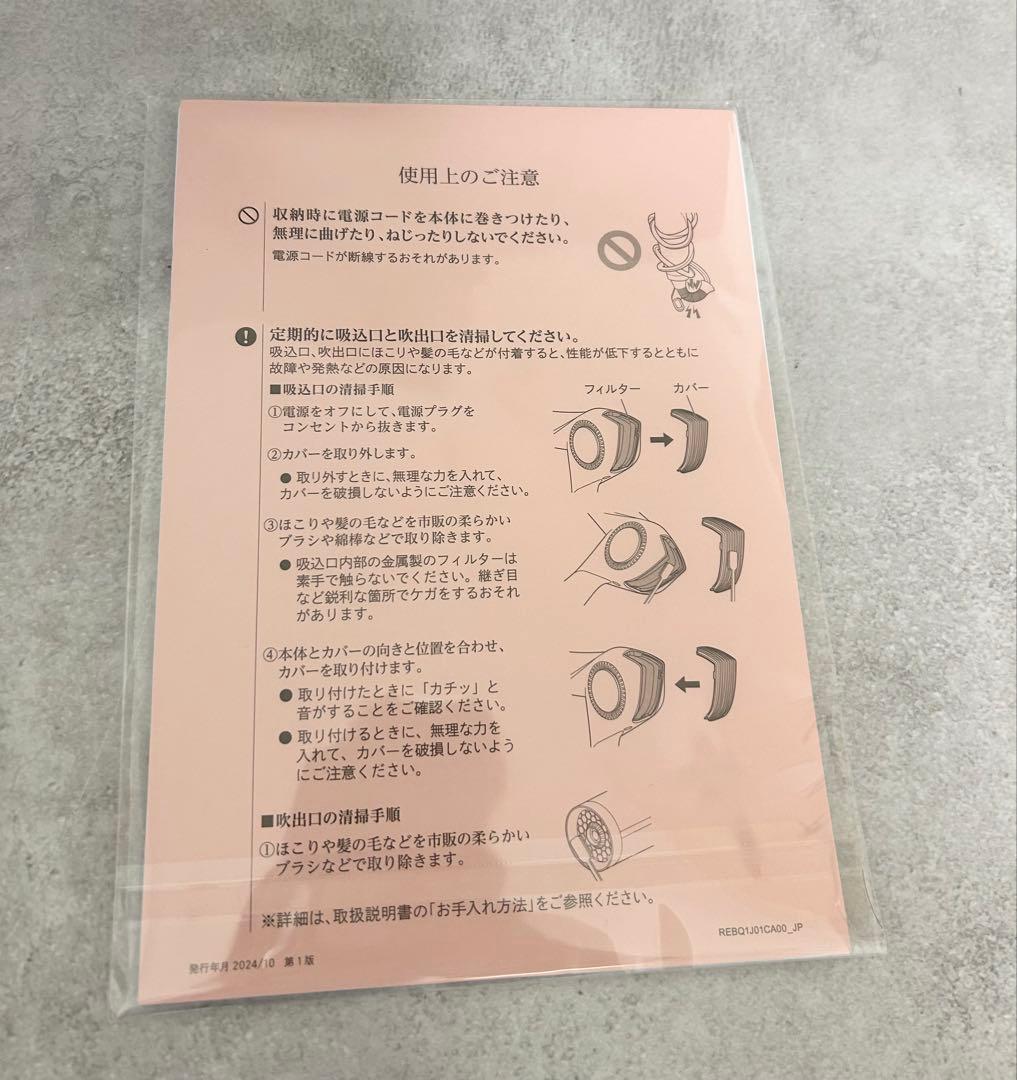 使用上のご注意
収納時に電源コードを本体に巻きつけたり、
無理に曲げたり、ねじったりしないでください。
電源コードが断線するおそれがあります。
定期的に吸込口と吹出口を清掃してください。
吸込口、吹出口にほこりや髪の毛などが付着すると、性能が低下するとともに
故障や発熱などの原因になります。
■吸込口の清掃手順
フィルター カバー
①電源をオフにして、電源プラグを
コンセントから抜きます。
②カバーを取り外します。
● 取り外すときに、無理な力を入れて、
カバーを破損しないようにご注意ください。
③ほこりや髪の毛などを市販の柔らかい
ブラシや綿棒などで取り除きます。
● 吸込口内部の金属製のフィルターは
素手で触らないでください。継ぎ目
など鋭利な箇所でケガをするおそれ
があります。
④本体とカバーの向きと位置を合わせ、
カバーを取り付けます。
● 取り付けたときに「カチッ」と
音がすることをご確認ください。
● 取り付けるときに、無理な力を
入れて、カバーを破損しないよう
にご注意ください。
■吹出口の清掃手順
①ほこりや髪の毛などを市販の柔らかい
ブラシなどで取り除きます。
※詳細は、取扱説明書の「お手入れ方法」をご参照ください。
REBQ1J01CA00_JP
発行年月 2024/10 第1版